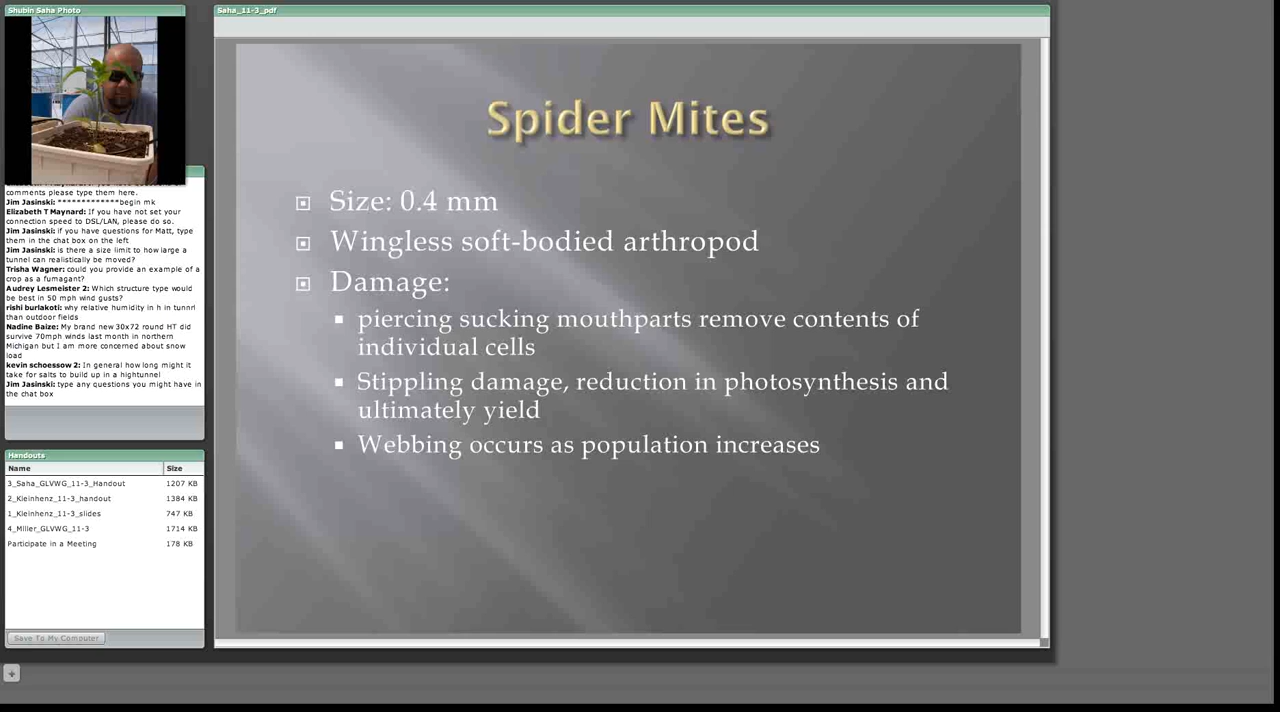 Shubin Saha Photo
comments please type them here.
Jim Jasinski: *************begin mk
Elizabeth T Maynard: If you have not set your
connection speed to DSL/LAN, please do so.
Jim Jasinski: if you have questions for Matt, type
them in the chat box on the left
Jim Jasinski: is there a size limit to how large a
tunnel can realistically be moved?
Trisha Wagner: could you provide an example of a
crop as a fumagant?
Audrey Lesmeister 2: Which structure type would
be best in 50 mph wind gusts?
rishi burlakoti: why relative humidity in h in tunnrl
than outdoor fields
Nadine Baize: My brand new 30x72 round HT did
survive 70mph winds last month in northern
Michigan but I am more concerned about snow
load
kevin schoessow 2: In general how long might it
take for salts to build up in a hightunnel
Jim Jasinski: type any questions you might have in
the chat box
Handouts
Name Size
3_Saha_GLVWG_11-3_Handout 1207 KB
2_Kleinhenz_11-3_handout 1384 KB
1_Kleinhenz_11-3_slides 747 KB
4_Miller_GLVWG_11-3 1714 KB
Participate in a Meeting 178 KB
Save To My Computer
Saha_11-3_pdf
Spider Mites
Size: 0.4 mm
Wingless soft-bodied arthropod
Damage:
piercing sucking mouthparts remove contents of
individual cells
Stippling damage, reduction in photosynthesis and
ultimately yield
Webbing occurs as population increases